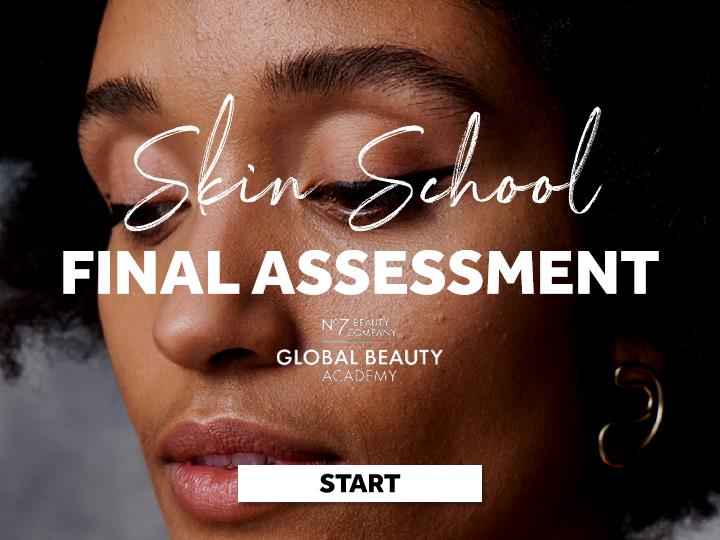 Skin School
FINAL ASSESSMENT
No7 BEAUTY
COMPANY
GLOBAL BEAUTY
ACADEMY
START